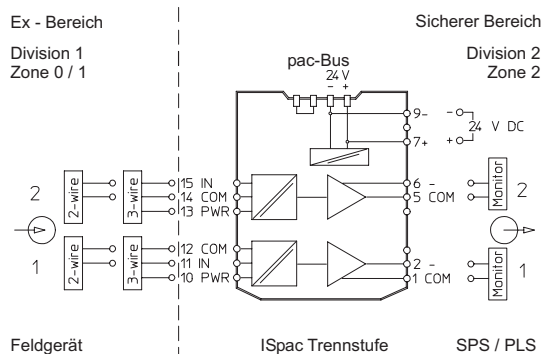 Ex - Bereich
Sicherer Bereich
Division 1
Zone 0 / 1
Division 2
Zone 2
pac-Bus
24 V
- +
9-
- 24 V DC
7+
+
2
2-wire
3-wire
15 IN
14 COM
13 PWR
6 -
5 COM
Monitor
2
1
2-wire
3-wire
12 COM
11 IN
10 PWR
2 -
1 COM
Monitor
1
Feldgerät
ISpac Trennstufe
SPS / PLS